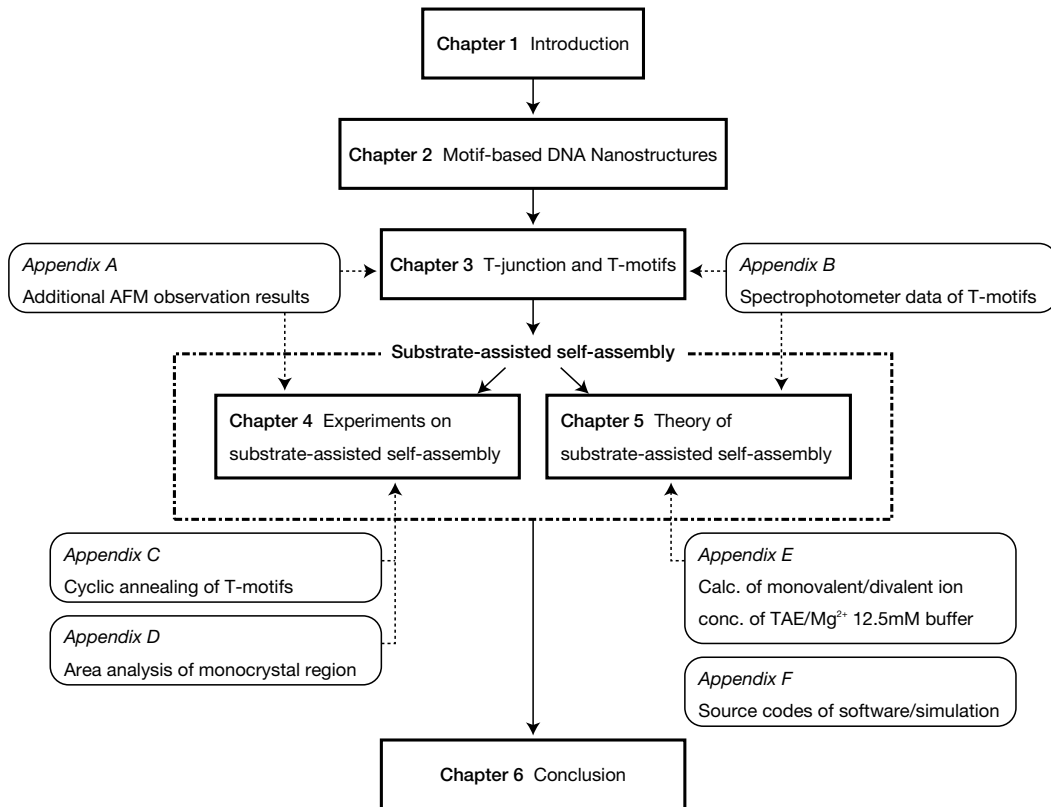 Chapter 1 Introduction
Chapter 2 Motif-based DNA Nanostructures
Chapter 3 T-junction and T-motifs
Appendix A
Additional AFM observation results
Appendix B
Spectrophotometer data of T-motifs
Substrate-assisted self-assembly
Chapter 4 Experiments on
substrate-assisted self-assembly
Chapter 5 Theory of
substrate-assisted self-assembly
Appendix C
Cyclic annealing of T-motifs
Appendix D
Area analysis of monocrystal region
Appendix E
Calc. of monovalent/divalent ion
conc. of TAE/Mg²⁺ 12.5mM buffer
Appendix F
Source codes of software/simulation
Chapter 6 Conclusion